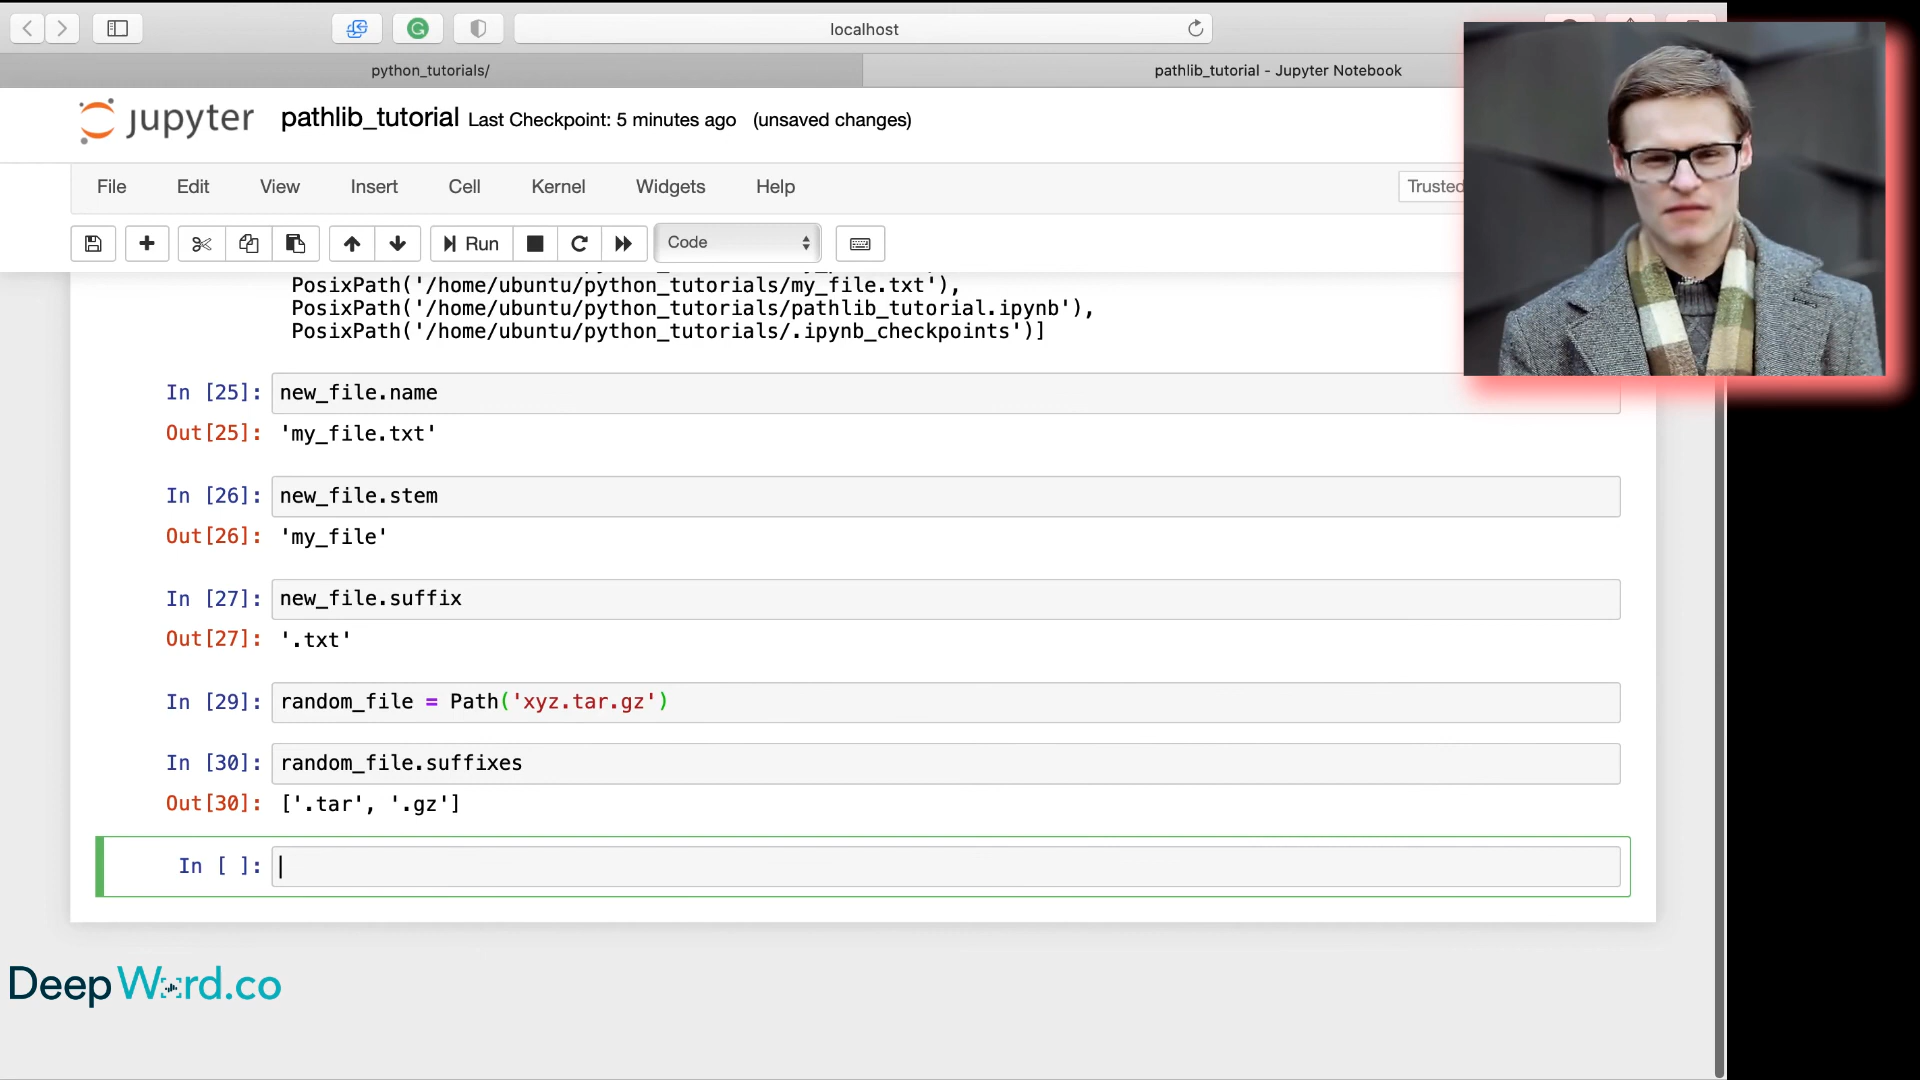 localhost
python_tutorials/
pathlib_tutorial - Jupyter Notebook
jupyter pathlib_tutorial Last Checkpoint: 5 minutes ago (unsaved changes)
File Edit View Insert Cell Kernel Widgets Help Trusted
Run Code
PosixPath('/home/ubuntu/python_tutorials/my_file.txt'),
PosixPath('/home/ubuntu/python_tutorials/pathlib_tutorial.ipynb'),
PosixPath('/home/ubuntu/python_tutorials/.ipynb_checkpoints')]
In [25]: new_file.name
Out[25]: 'my_file.txt'
In [26]: new_file.stem
Out[26]: 'my_file'
In [27]: new_file.suffix
Out[27]: '.txt'
In [29]: random_file = Path('xyz.tar.gz')
In [30]: random_file.suffixes
Out[30]: ['.tar', '.gz']
In [ ]:
DeepWord.co